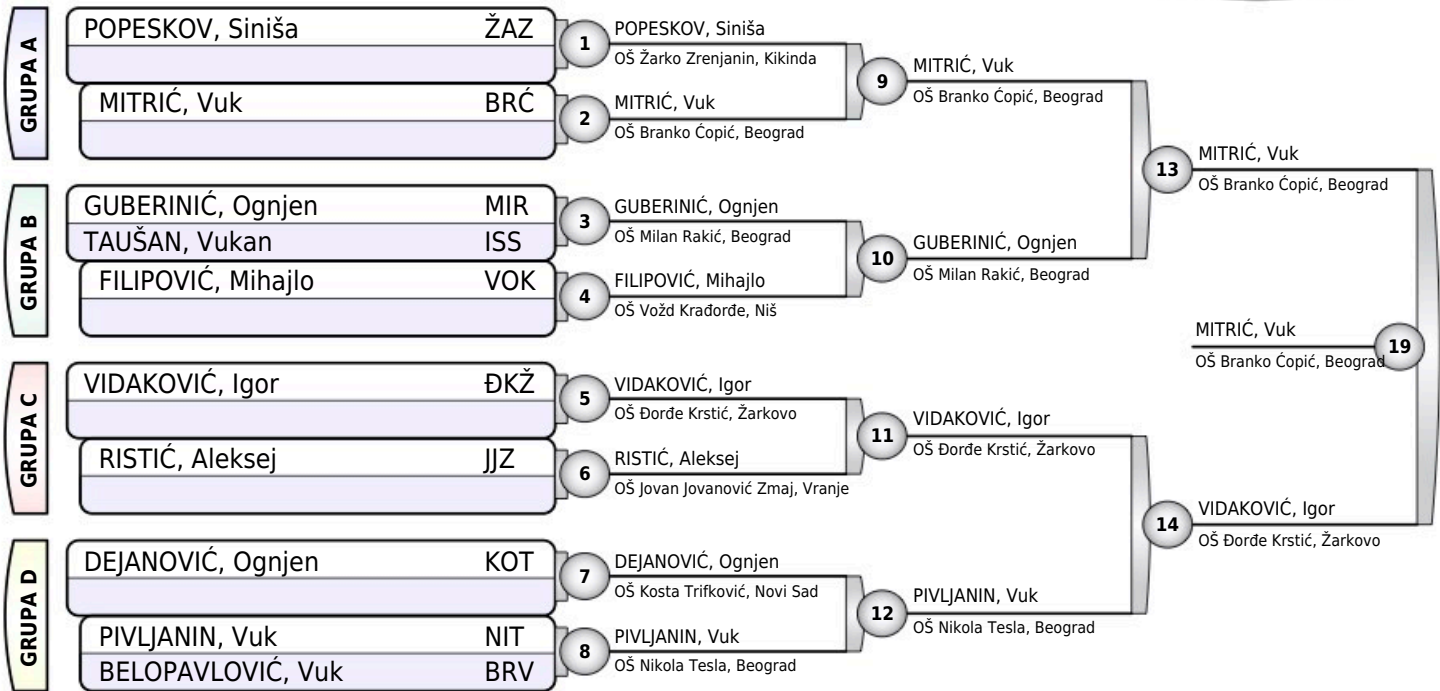 GRUPA A
POPESKOV, Siniša ŽAZ
MITRIĆ, Vuk BRĆ
GRUPA B
GUBERINIĆ, Ognjen MIR
TAUŠAN, Vukan ISS
FILIPOVIĆ, Mihajlo VOK
GRUPA C
VIDAKOVIĆ, Igor ĐKŽ
RISTIĆ, Aleksej JJZ
GRUPA D
DEJANOVIĆ, Ognjen KOT
PIVLJANIN, Vuk NIT
BELOPAVLOVIĆ, Vuk BRV
1
POPESKOV, Siniša
OŠ Žarko Zrenjanin, Kikinda
2
MITRIĆ, Vuk
OŠ Branko Ćopić, Beograd
3
GUBERINIĆ, Ognjen
OŠ Milan Rakić, Beograd
4
FILIPOVIĆ, Mihajlo
OŠ Vožd Krađorđe, Niš
5
VIDAKOVIĆ, Igor
OŠ Đorđe Krstić, Žarkovo
6
RISTIĆ, Aleksej
OŠ Jovan Jovanović Zmaj, Vranje
7
DEJANOVIĆ, Ognjen
OŠ Kosta Trifković, Novi Sad
8
PIVLJANIN, Vuk
OŠ Nikola Tesla, Beograd
9
MITRIĆ, Vuk
OŠ Branko Ćopić, Beograd
10
GUBERINIĆ, Ognjen
OŠ Milan Rakić, Beograd
11
VIDAKOVIĆ, Igor
OŠ Đorđe Krstić, Žarkovo
12
PIVLJANIN, Vuk
OŠ Nikola Tesla, Beograd
13
MITRIĆ, Vuk
OŠ Branko Ćopić, Beograd
14
VIDAKOVIĆ, Igor
OŠ Đorđe Krstić, Žarkovo
MITRIĆ, Vuk
OŠ Branko Ćopić, Beograd
19